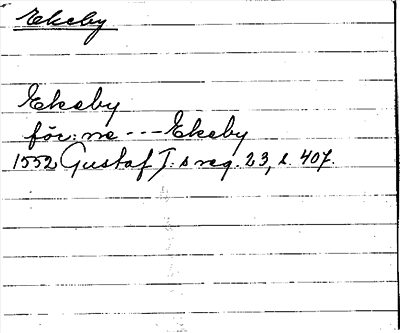 Ekeby
Ekeby
för: ne --- Ekeby
1552 Gustaf I: s reg. 23, s. 407.